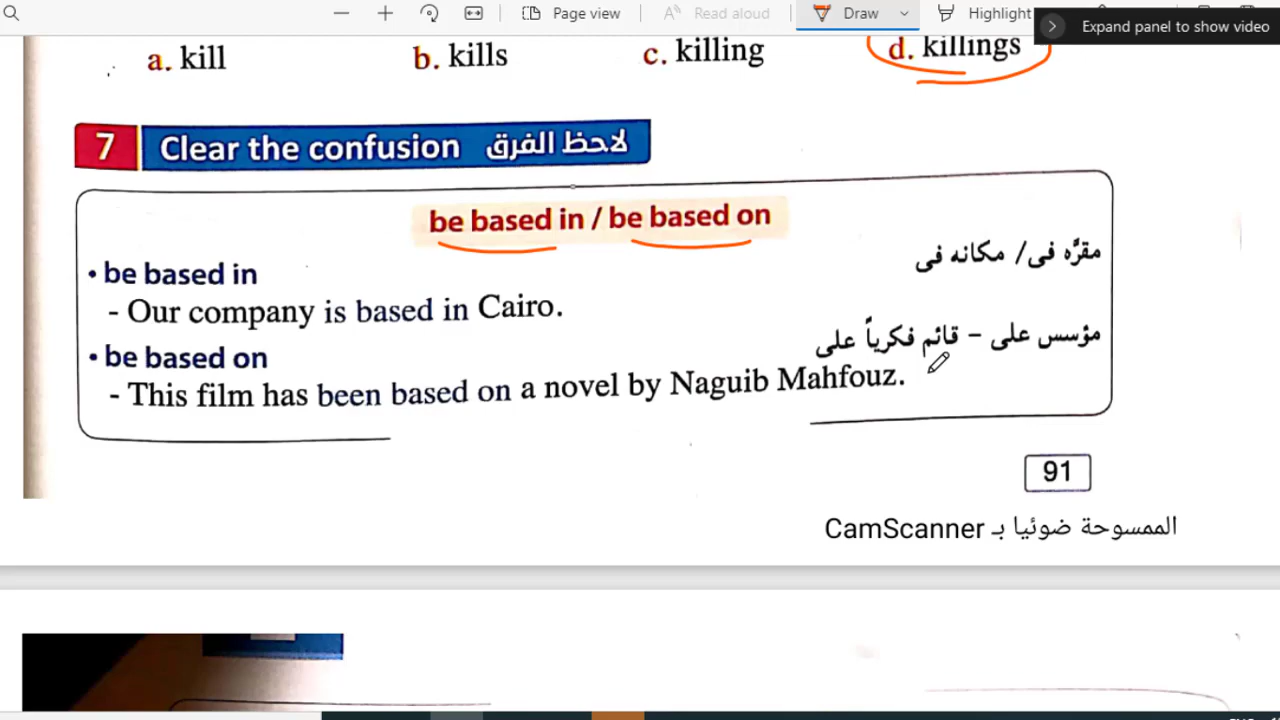 Page view
Read aloud
Draw
Highlight
Expand panel to show video
a. kill b. kills c. killing d. killings
7 Clear the confusion لاحظ الفرق
be based in / be based on
• be based in مقرَّه فى/ مكانه فى
- Our company is based in Cairo.
• be based on مؤسس على – قائم فكرياً على
- This film has been based on a novel by Naguib Mahfouz.
91
الممسوحة ضوئيا بـ CamScanner